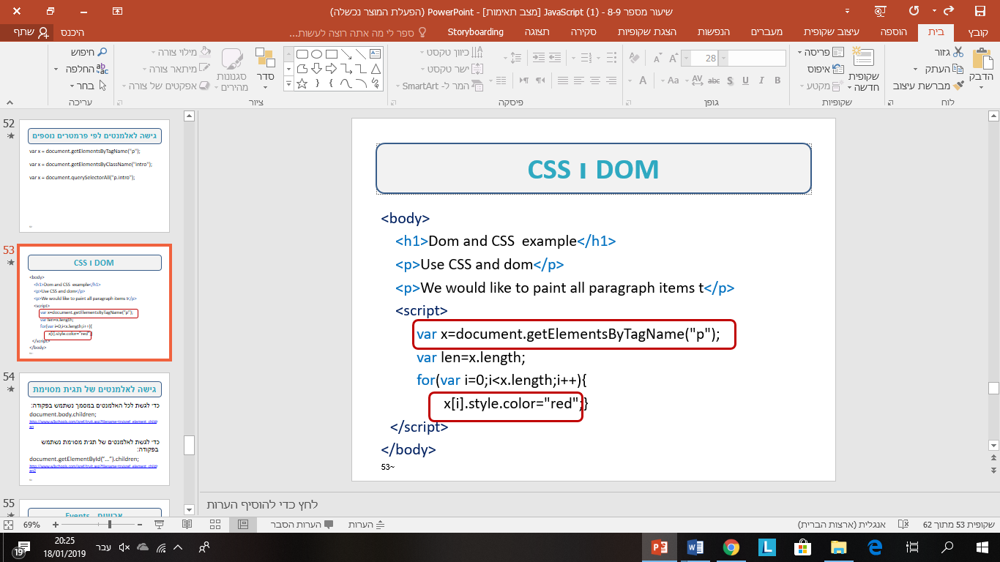 שיעור מספר 8-9 - JavaScript (1) [מצב תאימות] - PowerPoint (הפעלת המוצר נכשלה)
קובץ
בית
הוספה
עיצוב שקופית
מעברים
הנפשות
הצגת שקופיות
סקירה
תצוגה
Storyboarding
ספר לי מה אתה רוצה לעשות...
היכנס
שתף
הדבק
גזור
העתק
מברשת עיצוב
לוח
שקופית חדשה
פריסה
איפוס
מקטע
שקופיות
28
B
I
U
S
abc
AV
Aa
A
גופן
כיוון טקסט
ישר טקסט
המר ל- SmartArt
פיסקה
סדר
סגנונות מהירים
מילוי צורה
מיתאר צורה
אפקטים של צורה
ציור
חיפוש
החלפה
בחר
עריכה
52
גישה לאלמנטים לפי פרמטרים נוספים
var x = document.getElementsByTagName("p");
var x = document.getElementsByClassName("intro");
var x = document.querySelectorAll("p.intro");
53
DOM ו CSS
<body>
<h1>Dom and CSS example</h1>
<p>Use CSS and dom</p>
<p>We would like to paint all paragraph items t</p>
<script>
var x=document.getElementsByTagName("p");
var len=x.length;
for(var i=0;i<x.length;i++){
x[i].style.color="red";}
</script>
</body>
54
גישה לאלמנטים של תגית מסוימת
כדי לגשת לכל האלמנטים במסמך נשתמש בפקודה:
document.body.children;
כדי לגשת לאלמנטים של תגית מסוימת נשתמש
בפקודה:
document.getElementById("...").children;
55
ארועים - Events
DOM ו CSS
<body>
<h1>Dom and CSS  example</h1>
<p>Use CSS and dom</p>
<p>We would like to paint all paragraph items t</p>
<script>
var x=document.getElementsByTagName("p");
var len=x.length;
for(var i=0;i<x.length;i++){
x[i].style.color="red";}
</script>
</body>
53~
לחץ כדי להוסיף הערות
שקופית 53 מתוך 62
אנגלית (ארצות הברית)
הערות
הערות הסבר
69%
עבר
20:25
18/01/2019
19